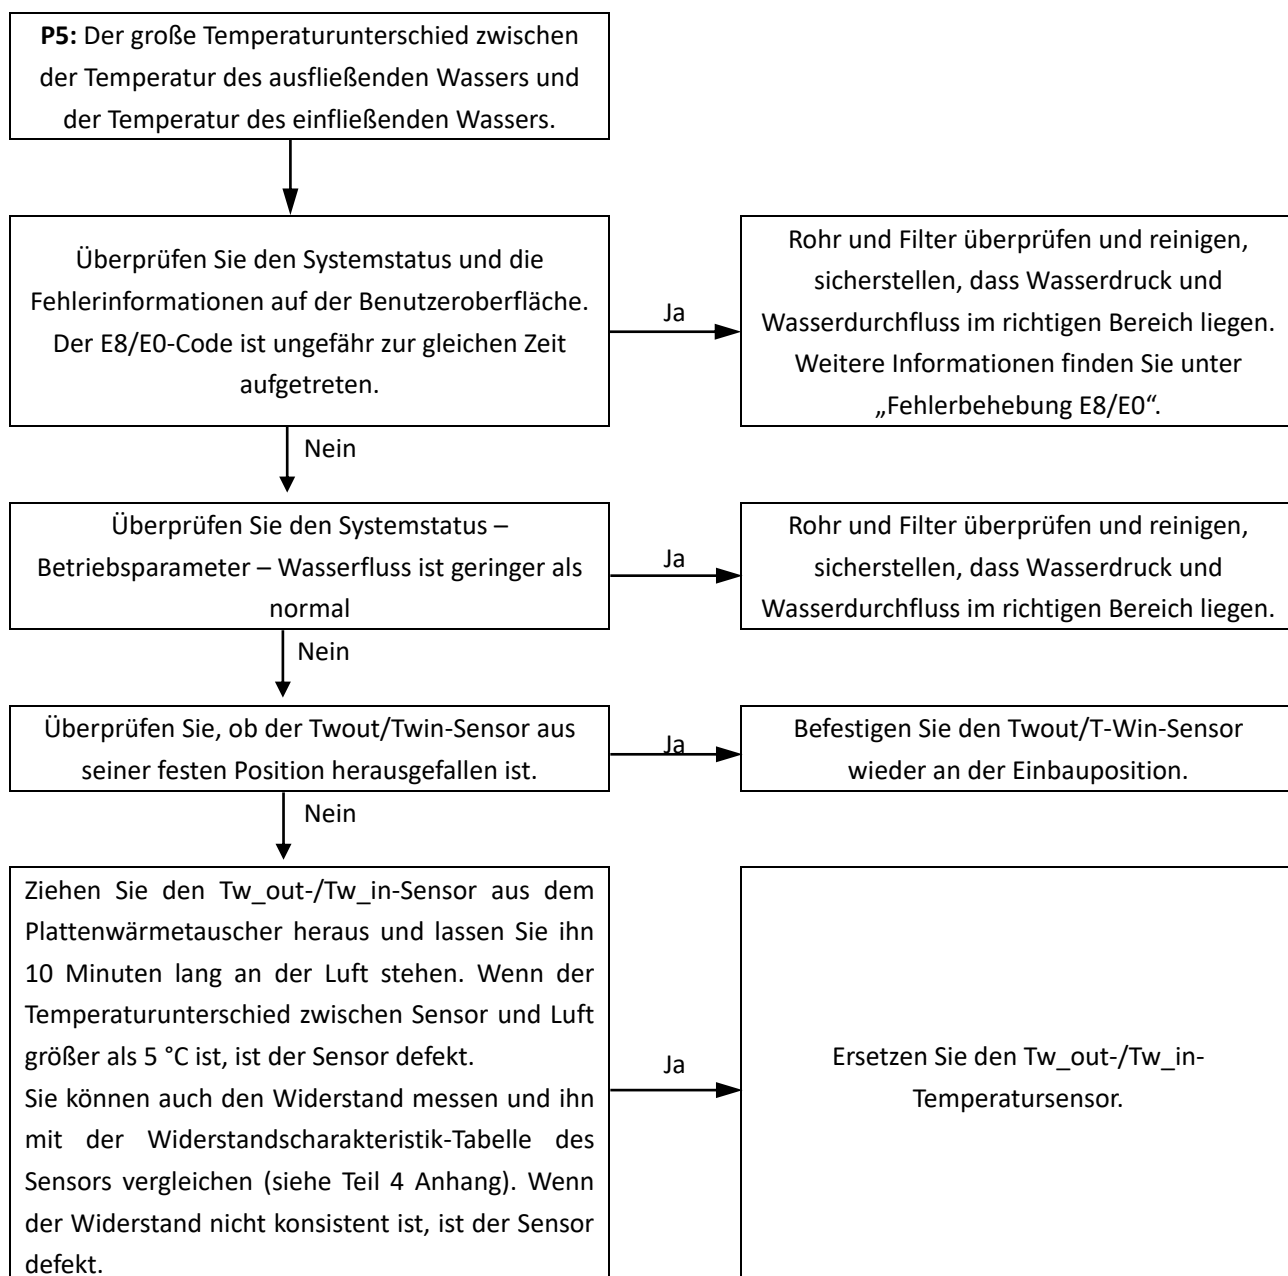 P5: Der große Temperaturunterschied zwischen
der Temperatur des ausfließenden Wassers und
der Temperatur des einfließenden Wassers.
Überprüfen Sie den Systemstatus und die
Fehlerinformationen auf der Benutzeroberfläche.
Der E8/E0-Code ist ungefähr zur gleichen Zeit
aufgetreten.
Ja
Rohr und Filter überprüfen und reinigen,
sicherstellen, dass Wasserdruck und
Wasserdurchfluss im richtigen Bereich liegen.
Weitere Informationen finden Sie unter
„Fehlerbehebung E8/E0“.
Nein
Überprüfen Sie den Systemstatus –
Betriebsparameter – Wasserfluss ist geringer als
normal
Ja
Rohr und Filter überprüfen und reinigen,
sicherstellen, dass Wasserdruck und
Wasserdurchfluss im richtigen Bereich liegen.
Nein
Überprüfen Sie, ob der Twout/Twin-Sensor aus
seiner festen Position herausgefallen ist.
Ja
Befestigen Sie den Twout/T-Win-Sensor
wieder an der Einbauposition.
Nein
Ziehen Sie den Tw_out-/Tw_in-Sensor aus dem
Plattenwärmetauscher heraus und lassen Sie ihn
10 Minuten lang an der Luft stehen. Wenn der
Temperaturunterschied zwischen Sensor und Luft
größer als 5 °C ist, ist der Sensor defekt.
Sie können auch den Widerstand messen und ihn
mit der Widerstandscharakteristik-Tabelle des
Sensors vergleichen (siehe Teil 4 Anhang). Wenn
der Widerstand nicht konsistent ist, ist der Sensor
defekt.
Ja
Ersetzen Sie den Tw_out-/Tw_in-
Temperatursensor.